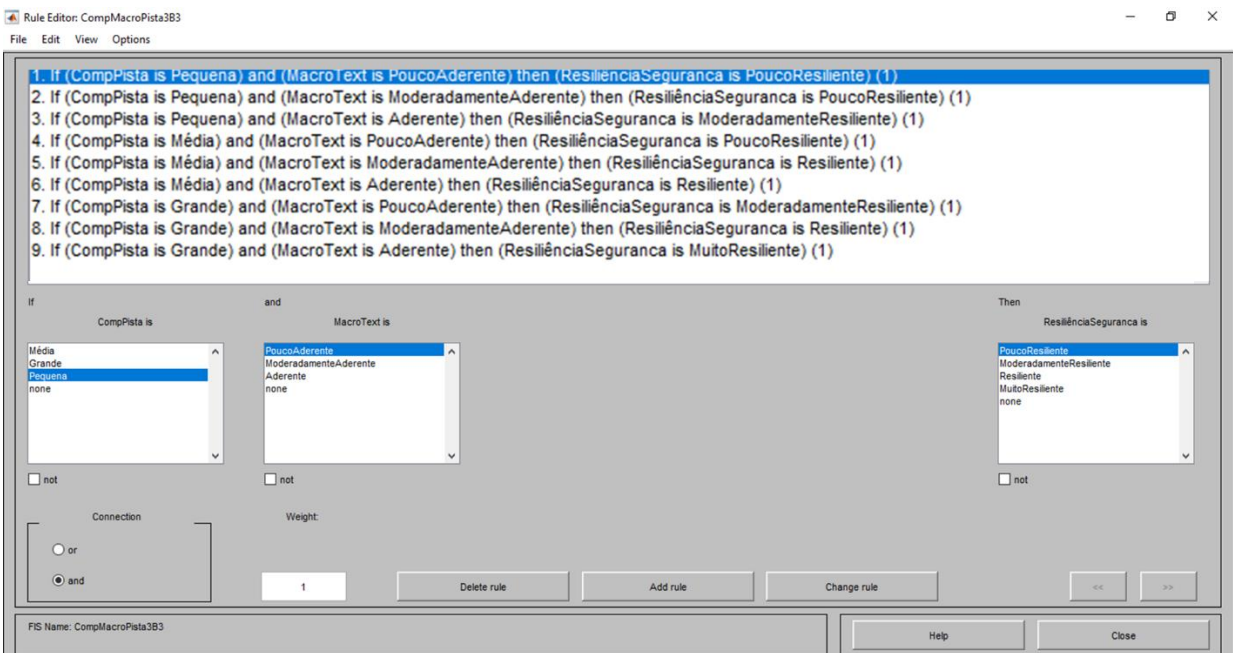 Rule Editor: CompMacroPista3B3
File Edit View Options
1. If (CompPista is Pequena) and (MacroText is PoucoAderente) then (ResiliênciaSeguranca is PoucoResiliente) (1)
2. If (CompPista is Pequena) and (MacroText is ModeradamenteAderente) then (ResiliênciaSeguranca is PoucoResiliente) (1)
3. If (CompPista is Pequena) and (MacroText is Aderente) then (ResiliênciaSeguranca is ModeradamenteResiliente) (1)
4. If (CompPista is Média) and (MacroText is PoucoAderente) then (ResiliênciaSeguranca is PoucoResiliente) (1)
5. If (CompPista is Média) and (MacroText is ModeradamenteAderente) then (ResiliênciaSeguranca is Resiliente) (1)
6. If (CompPista is Média) and (MacroText is Aderente) then (ResiliênciaSeguranca is Resiliente) (1)
7. If (CompPista is Grande) and (MacroText is PoucoAderente) then (ResiliênciaSeguranca is ModeradamenteResiliente) (1)
8. If (CompPista is Grande) and (MacroText is ModeradamenteAderente) then (ResiliênciaSeguranca is Resiliente) (1)
9. If (CompPista is Grande) and (MacroText is Aderente) then (ResiliênciaSeguranca is MuitoResiliente) (1)
If
CompPista is
Média
Grande
Pequena
none
not
and
MacroText is
PoucoAderente
ModeradamenteAderente
Aderente
none
not
Then
ResiliênciaSeguranca is
PoucoResiliente
ModeradamenteResiliente
Resiliente
MuitoResiliente
none
not
Connection
or
and
Weight:
1
Delete rule
Add rule
Change rule
<<
>>
FIS Name: CompMacroPista3B3
Help
Close